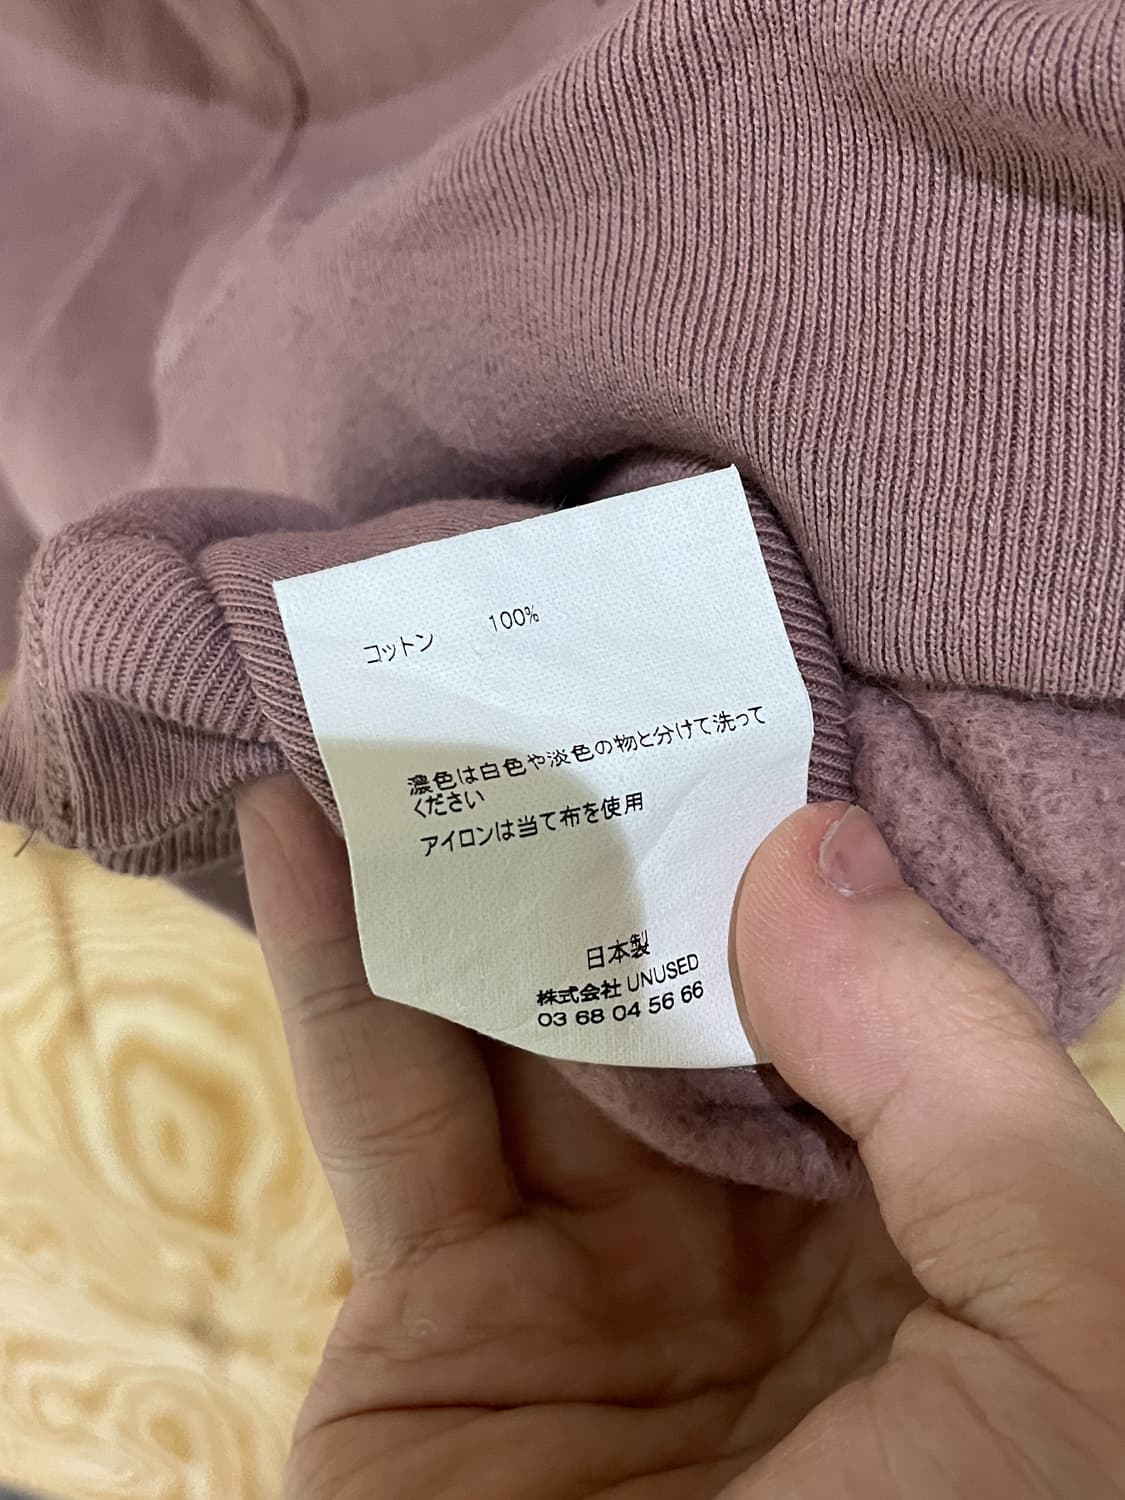 コットン 100%
濃色は白色や淡色の物と分けて洗って
ください
アイロンは当て布を使用
日本製
株式会社 UNUSED
03 68 04 56 66